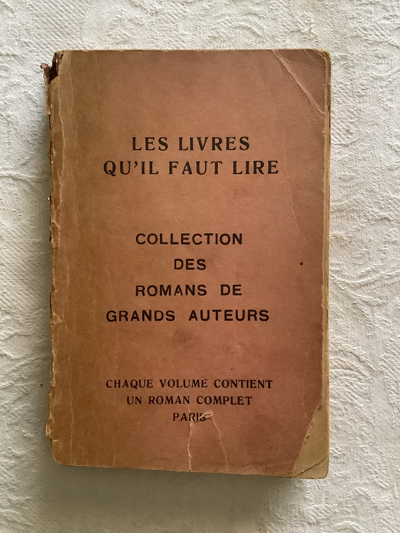 LES LIVRES
QU'IL FAUT LIRE
COLLECTION
DES
ROMANS DE
GRANDS AUTEURS
CHAQUE VOLUME CONTIENT
UN ROMAN COMPLET
PARIS